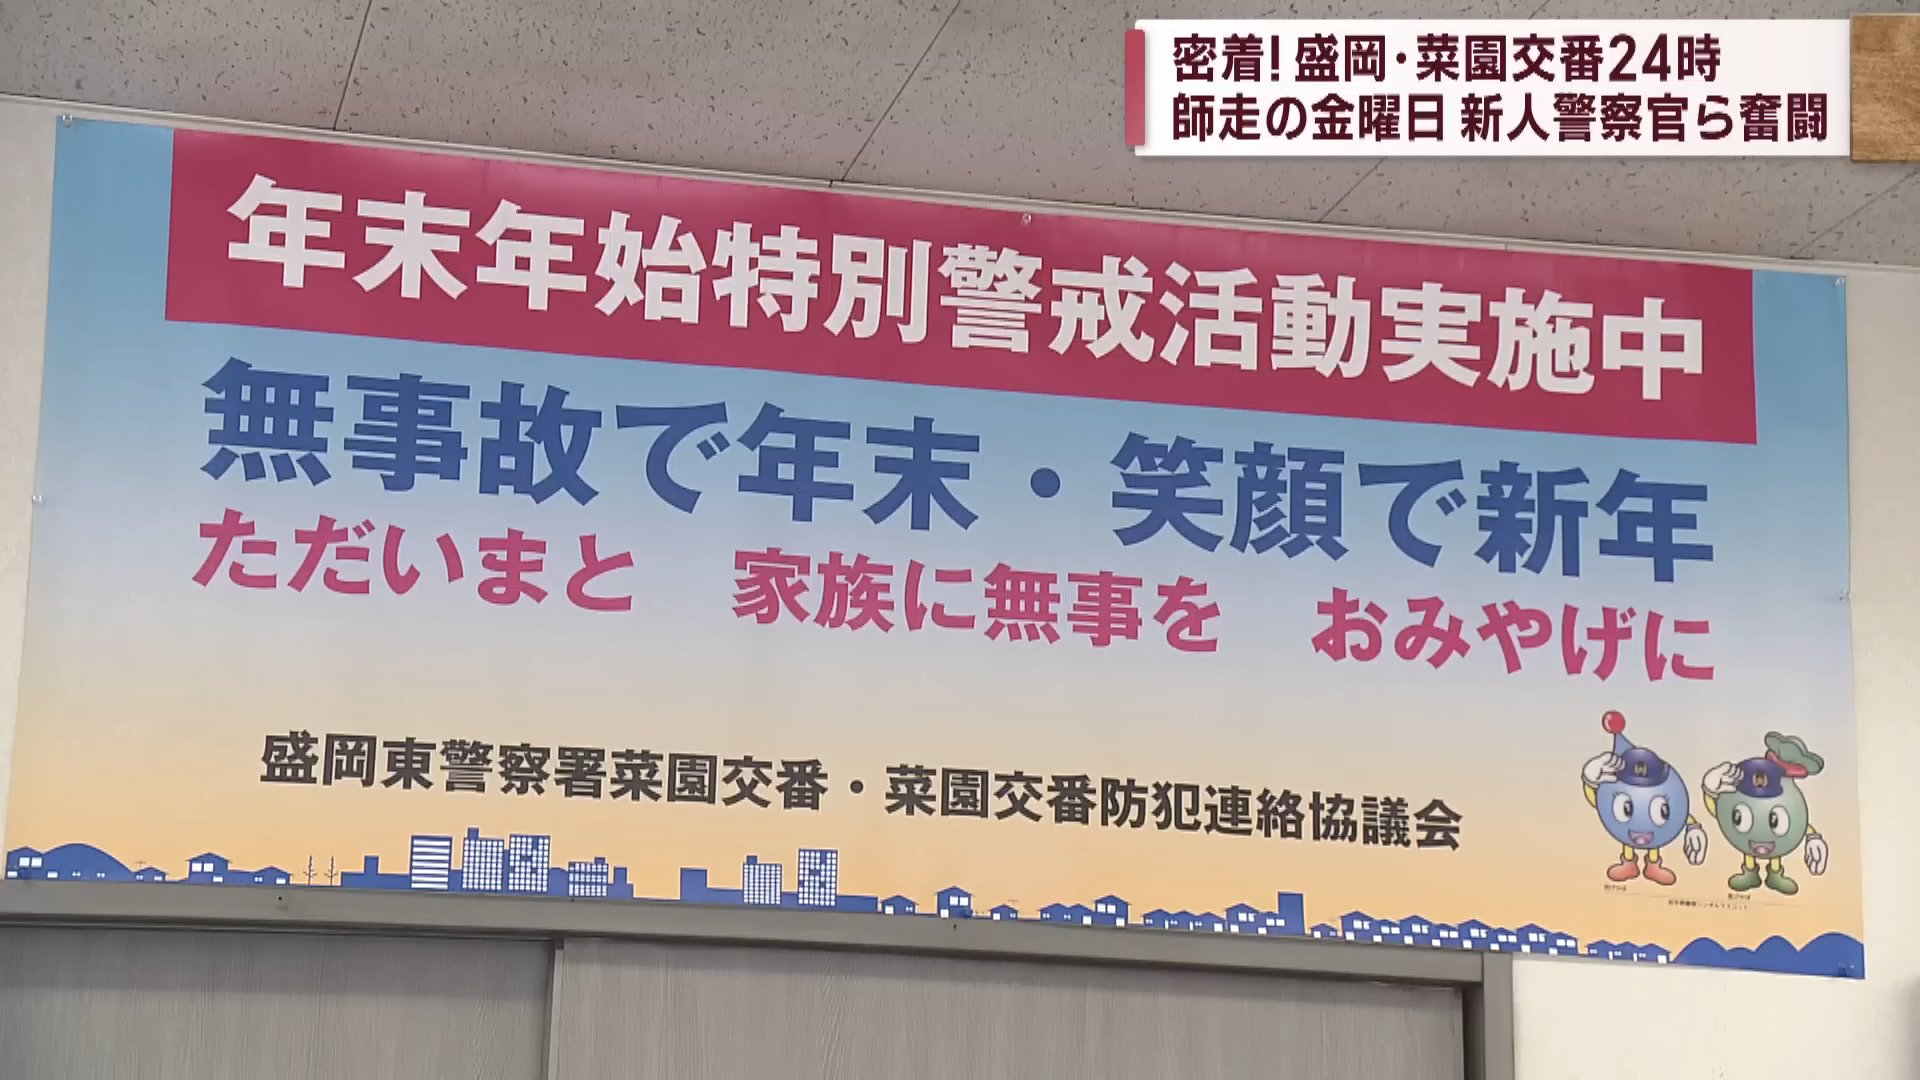 密着!盛岡・菜園交番24時
師走の金曜日 新人警察官ら奮闘
年末年始特別警戒活動実施中
無事故で年末・笑顔で新年
ただいまと 家族に無事を おみやげに
盛岡東警察署菜園交番・菜園交番防犯連絡協議会